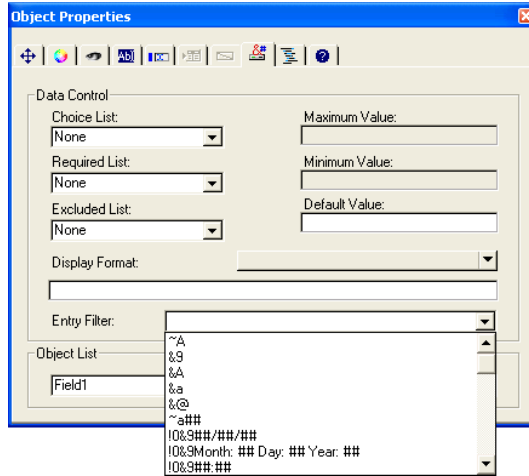 Object Properties
Ab|
&#
?
Data Control
Choice List:
None
Maximum Value:
Required List:
None
Minimum Value:
Excluded List:
None
Default Value:
Display Format:
Entry Filter:
~A
&9
&A
&a
&@
~a##
!0&9##/##/##
!0&9Month: ## Day: ## Year: ##
!0&9##:##
Object List
Field1